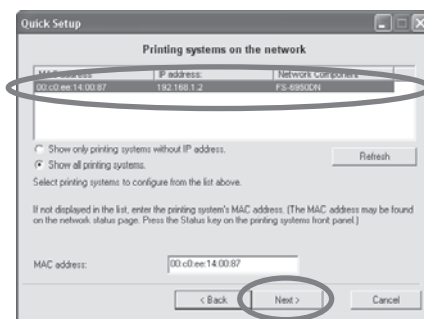 Quick Setup
Printing systems on the network
MAC address: IP address: Network Component
00:c0:ee:14:00:87 192.168.1.2 FS-6950DN
Show only printing systems without IP address.
Show all printing systems.
Refresh
Select printing systems to configure from the list above.
If not displayed in the list, enter the printing system's MAC address. (The MAC address may be found
on the network status page. Press the Status key on the printing systems front panel.)
MAC address: 00:c0:ee:14:00:87
< Back Next > Cancel